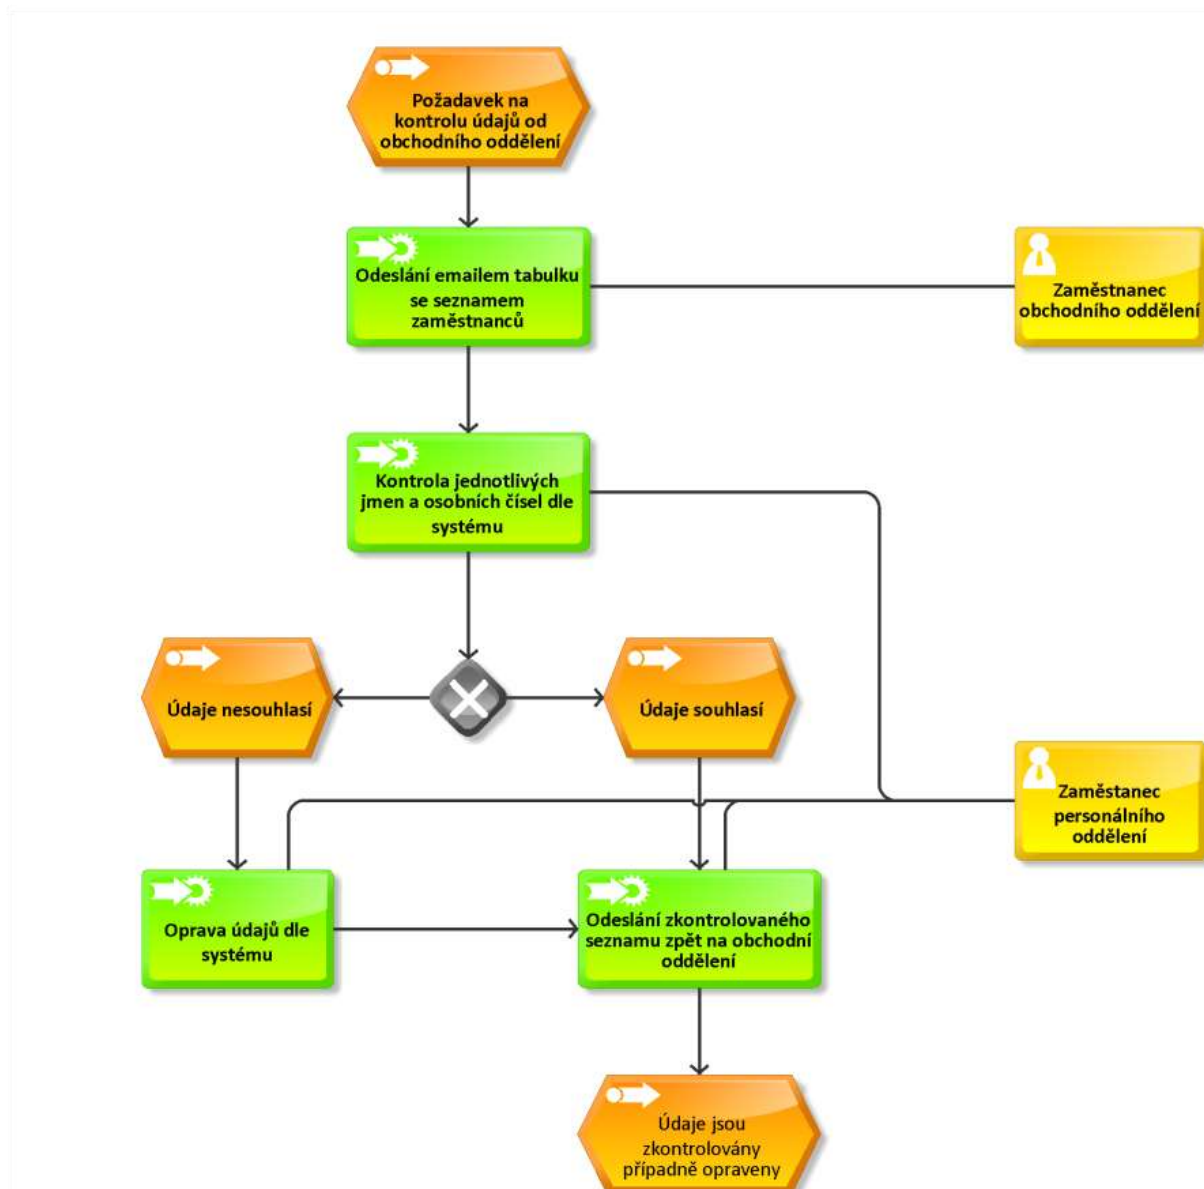 Požadavek na
kontrolu údajů od
obchodního oddělení
Odeslání emailem tabulku
se seznamem
zaměstnanců
Zaměstnanec
obchodního oddělení
Kontrola jednotlivých
jmen a osobních čísel dle
systému
Údaje nesouhlasí
Údaje souhlasí
Zaměstanec
personálního
oddělení
Oprava údajů dle
systému
Odeslání zkontrolovaného
seznamu zpět na obchodní
oddělení
Údaje jsou
zkontrolovány
případně opraveny